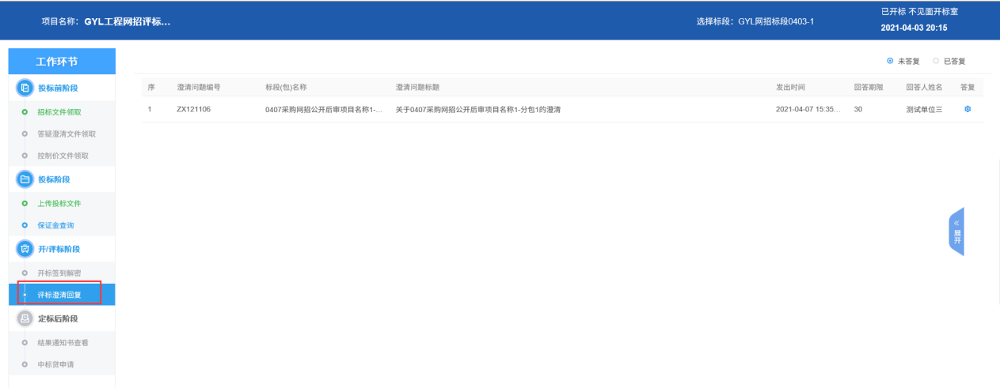 项目名称：GYL工程网招评标...
选择标段：GYL网招标段0403-1
已开标 不见面开标室
2021-04-03 20:15
工作环节
未答复 已答复
投标前阶段
招标文件领取
答疑澄清文件领取
控制价文件领取
投标阶段
上传投标文件
保证金查询
开/评标阶段
开标签到解密
评标澄清回复
定标后阶段
结果通知书查看
中标贷申请
序 澄清问题编号 标段(包)名称 澄清问题标题 发出时间 回答期限 回答人姓名 答复
1 ZX121106 0407采购网招公开后审项目名称1-... 关于0407采购网招公开后审项目名称1-分包1的澄清 2021-04-07 15:35... 30 测试单位三
«展开